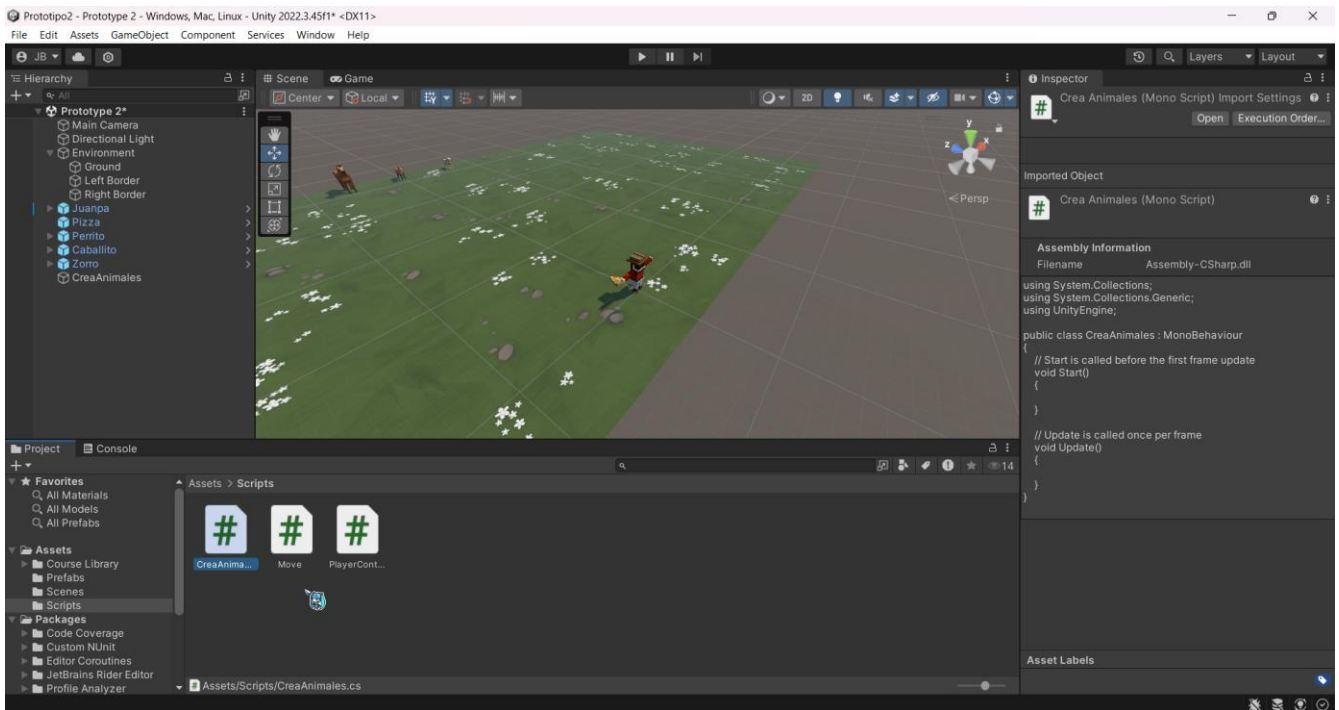 Prototipo2 - Prototype 2 - Windows, Mac, Linux - Unity 2022.3.45f1* <DX11>
File Edit Assets GameObject Component Services Window Help
JB
Layers
Layout
Hierarchy
All
Prototype 2*
Main Camera
Directional Light
Environment
Ground
Left Border
Right Border
Juanpa
Pizza
Perrito
Caballito
Zorro
CreaAnimales
Scene
Game
Center
Local
2D
y
x
z
Persp
Inspector
Crea Animales (Mono Script) Import Settings
Open
Execution Order...
Imported Object
Crea Animales (Mono Script)
Assembly Information
Filename Assembly-CSharp.dll
using System.Collections;
using System.Collections.Generic;
using UnityEngine;
public class CreaAnimales : MonoBehaviour
{
// Start is called before the first frame update
void Start()
{
}
// Update is called once per frame
void Update()
{
}
}
Asset Labels
Project
Console
14
Favorites
All Materials
All Models
All Prefabs
Assets
Course Library
Prefabs
Scenes
Scripts
Packages
Code Coverage
Custom NUnit
Editor Coroutines
JetBrains Rider Editor
Profile Analyzer
Assets > Scripts
#
CreaAnima...
#
Move
#
PlayerCont...
Assets/Scripts/CreaAnimales.cs